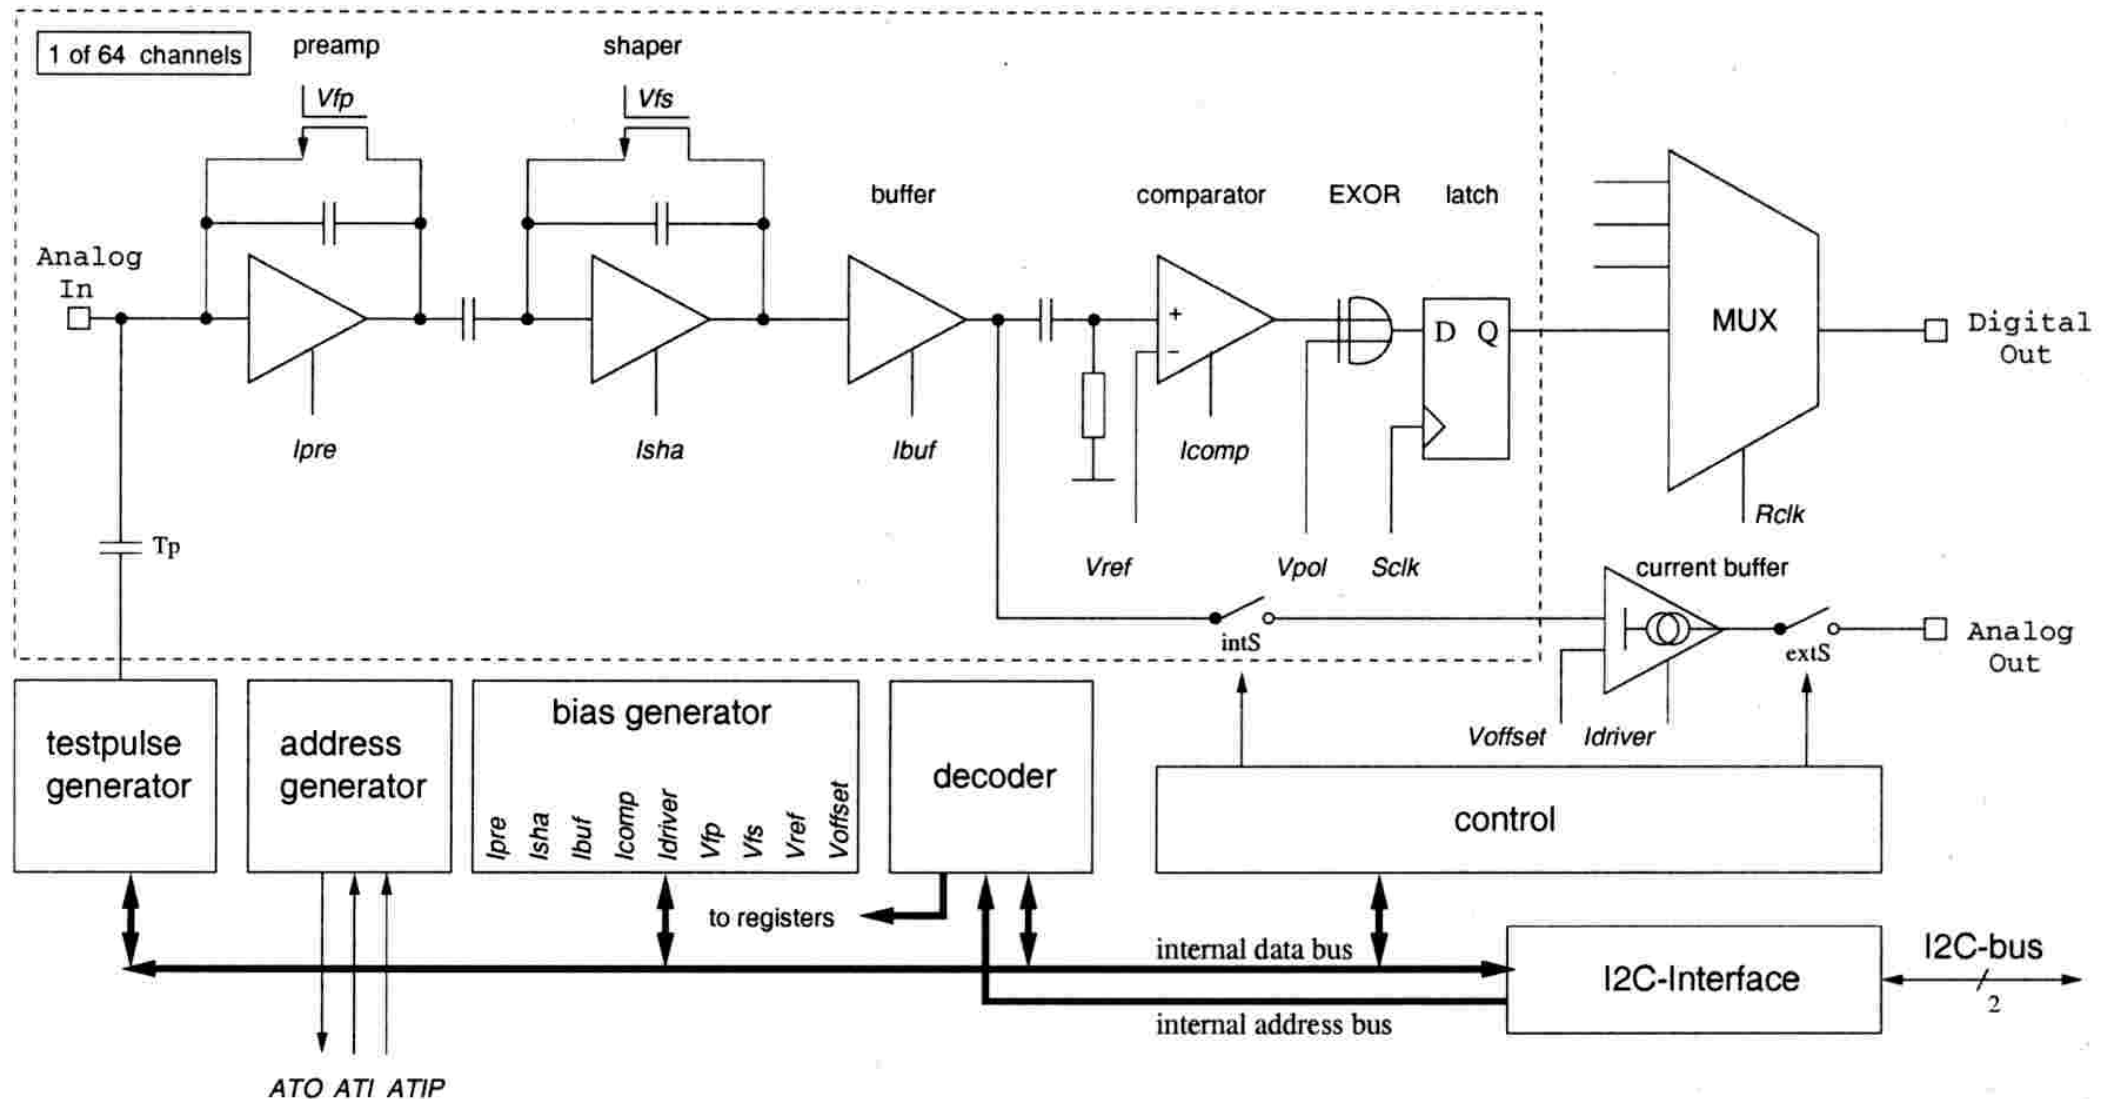 1 of 64 channels
preamp
shaper
Vfp
Vfs
buffer
comparator
EXOR
latch
Analog
In
+
−
D Q
MUX
Digital
Out
Ipre
Isha
Ibuf
Icomp
Rclk
Tp
Vref
Vpol
Sclk
current buffer
intS
extS
Analog
Out
Voffset
Idriver
testpulse
generator
address
generator
bias generator
Ipre
Isha
Ibuf
Icomp
Idriver
Vfp
Vfs
Vref
Voffset
decoder
control
to registers
internal data bus
I2C-Interface
I2C-bus
2
internal address bus
ATO ATI ATIP